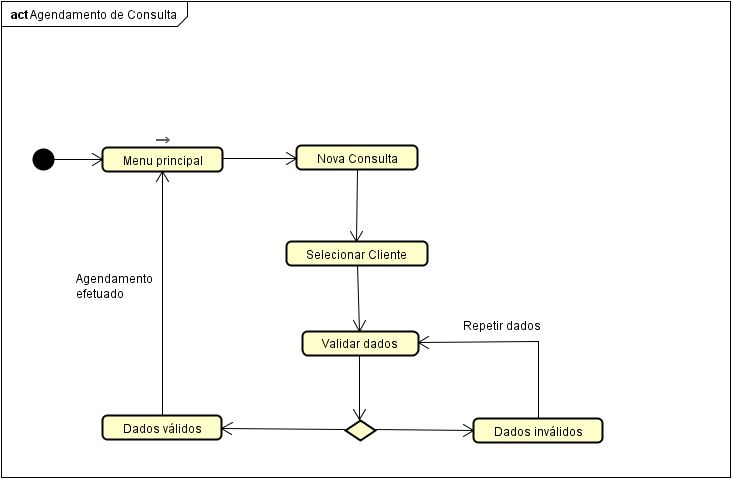 act Agendamento de Consulta
Menu principal
Nova Consulta
Selecionar Cliente
Agendamento
efetuado
Repetir dados
Validar dados
Dados válidos
Dados inválidos